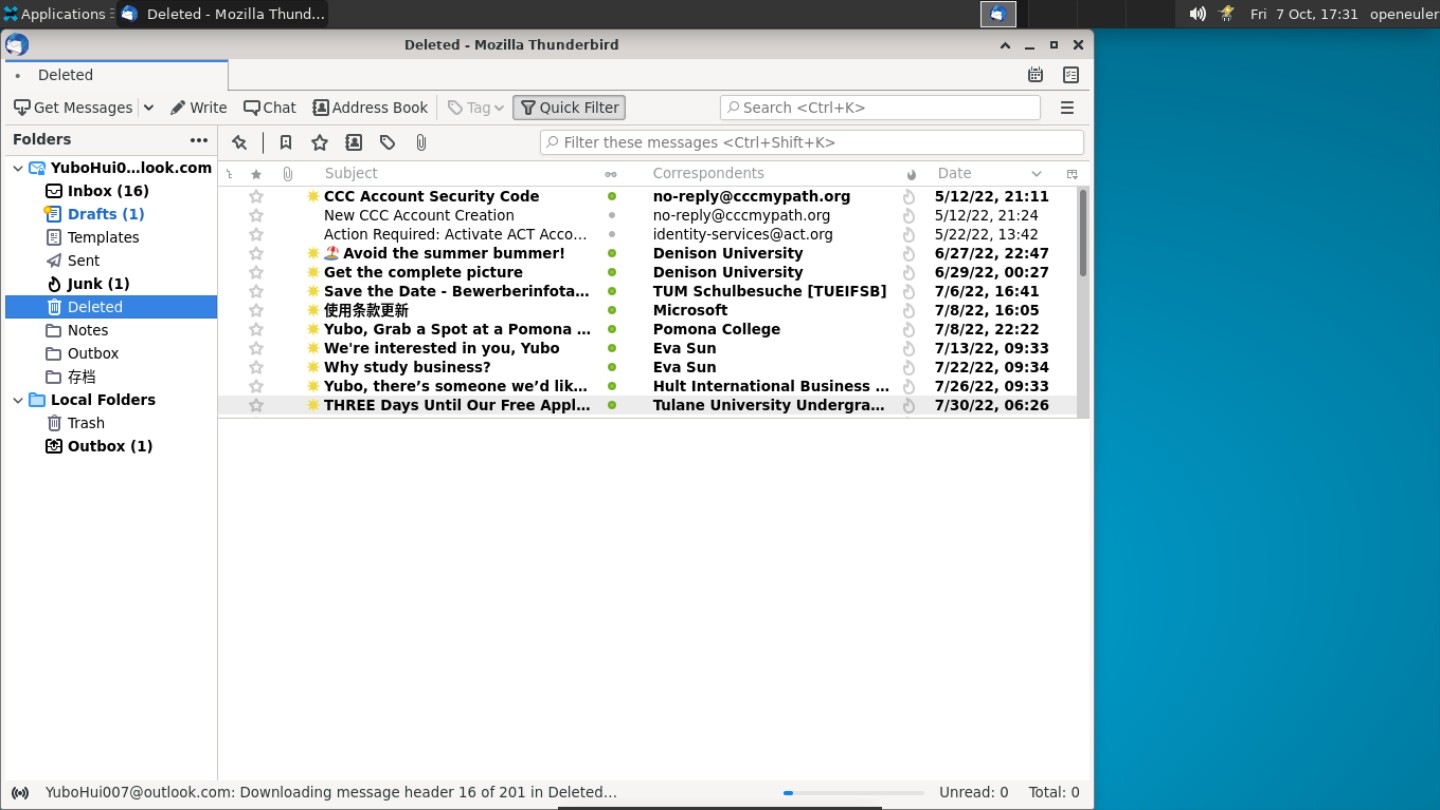 Applications Deleted - Mozilla Thund... Fri 7 Oct, 17:31 openeuler
Deleted - Mozilla Thunderbird
Deleted
Get Messages Write Chat Address Book Tag Quick Filter Search <Ctrl+K>
Folders
Filter these messages <Ctrl+Shift+K>
Subject Correspondents Date
YuboHui0...look.com
Inbox (16)
Drafts (1)
Templates
Sent
Junk (1)
Deleted
Notes
Outbox
存档
Local Folders
Trash
Outbox (1)
CCC Account Security Code no-reply@cccmypath.org 5/12/22, 21:11
New CCC Account Creation no-reply@cccmypath.org 5/12/22, 21:24
Action Required: Activate ACT Acco... identity-services@act.org 5/22/22, 13:42
🏖️ Avoid the summer bummer! Denison University 6/27/22, 22:47
Get the complete picture Denison University 6/29/22, 00:27
Save the Date - Bewerberinfota... TUM Schulbesuche [TUEIFSB] 7/6/22, 16:41
使用条款更新 Microsoft 7/8/22, 16:05
Yubo, Grab a Spot at a Pomona ... Pomona College 7/8/22, 22:22
We're interested in you, Yubo Eva Sun 7/13/22, 09:33
Why study business? Eva Sun 7/22/22, 09:34
Yubo, there’s someone we’d lik... Hult International Business ... 7/26/22, 09:33
THREE Days Until Our Free Appl... Tulane University Undergra... 7/30/22, 06:26
YuboHui007@outlook.com: Downloading message header 16 of 201 in Deleted... Unread: 0 Total: 0